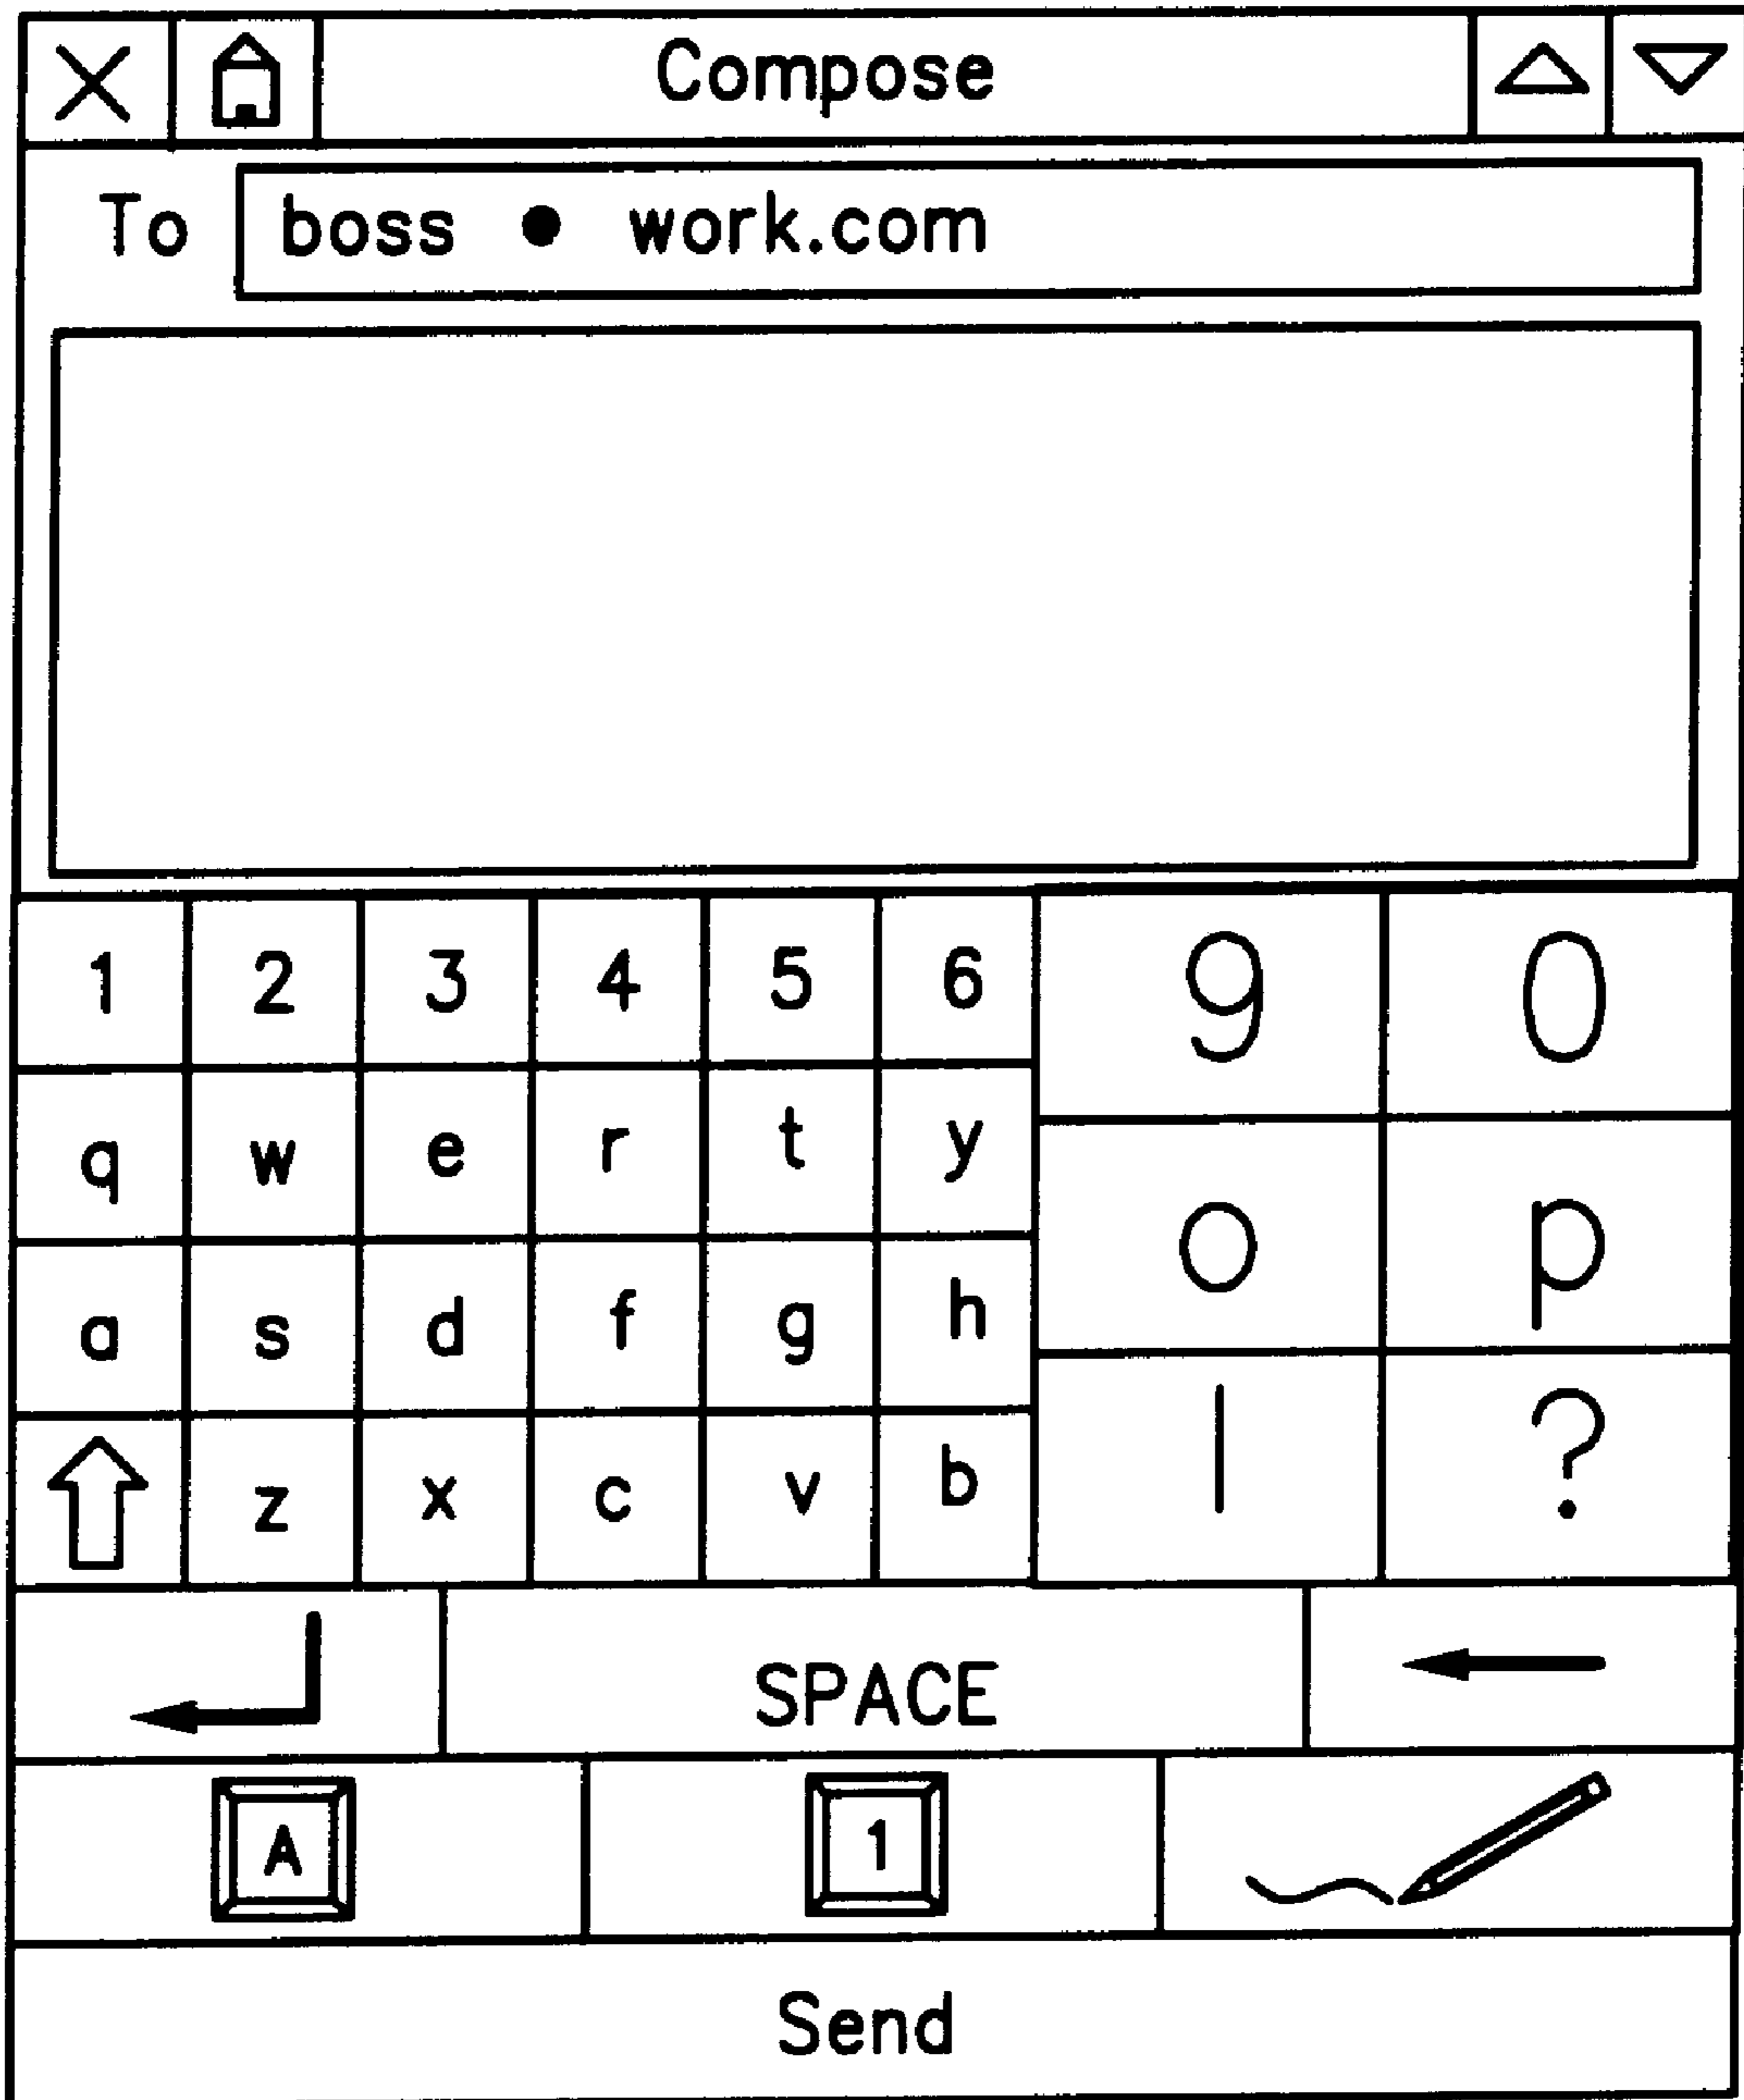 Compose
To boss ● work.com
1 2 3 4 5 6 9 0
q w e r t y o p
a s d f g h l ?
z x c v b
SPACE
A 1
Send